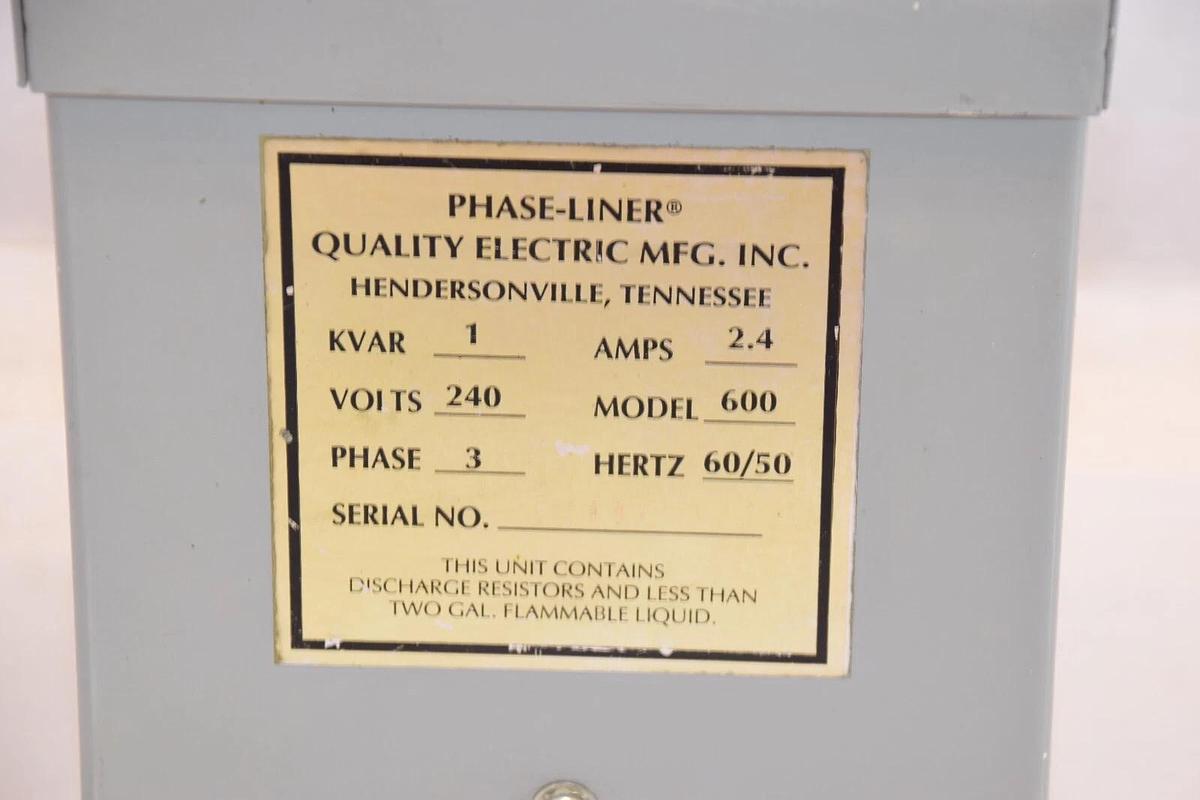 PHASE-LINER®
QUALITY ELECTRIC MFG. INC.
HENDERSONVILLE, TENNESSEE
KVAR 1 AMPS 2.4
VOLTS 240 MODEL 600
PHASE 3 HERTZ 60/50
SERIAL NO.
THIS UNIT CONTAINS
DISCHARGE RESISTORS AND LESS THAN
TWO GAL. FLAMMABLE LIQUID.